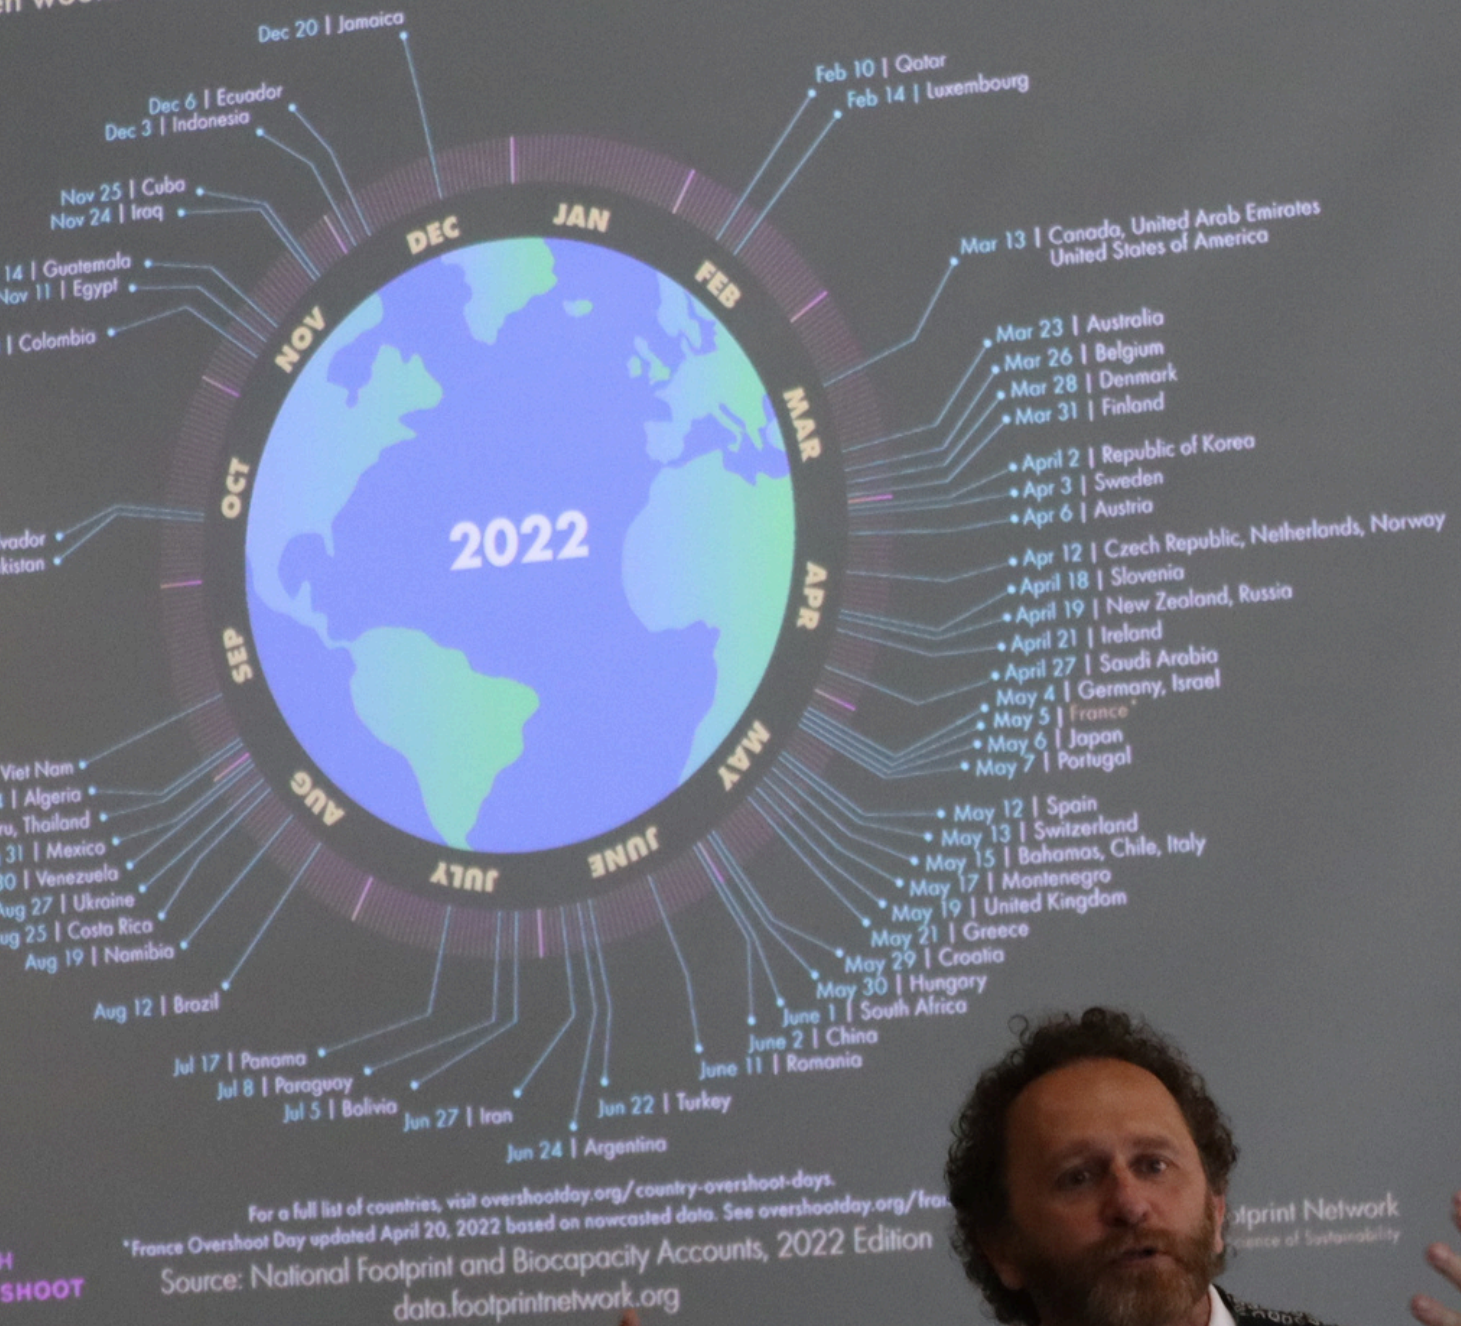 Dec 20 | Jamaica
Dec 6 | Ecuador
Dec 3 | Indonesia
Nov 25 | Cuba
Nov 24 | Iraq
14 | Guatemala
Nov 11 | Egypt
| Colombia
vador
kistan
Viet Nam
| Algeria
ru, Thailand
31 | Mexico
30 | Venezuela
Aug 27 | Ukraine
ug 25 | Costa Rica
Aug 19 | Namibia
Aug 12 | Brazil
Jul 17 | Panama
Jul 8 | Paraguay
Jul 5 | Bolivia
Jun 27 | Iran
Jun 24 | Argentina
Jun 22 | Turkey
Feb 10 | Qatar
Feb 14 | Luxembourg
Mar 13 | Canada, United Arab Emirates
United States of America
Mar 23 | Australia
Mar 26 | Belgium
Mar 28 | Denmark
Mar 31 | Finland
April 2 | Republic of Korea
Apr 3 | Sweden
Apr 6 | Austria
Apr 12 | Czech Republic, Netherlands, Norway
April 18 | Slovenia
April 19 | New Zealand, Russia
April 21 | Ireland
April 27 | Saudi Arabia
May 4 | Germany, Israel
May 5 | France*
May 6 | Japan
May 7 | Portugal
May 12 | Spain
May 13 | Switzerland
May 15 | Bahamas, Chile, Italy
May 17 | Montenegro
May 19 | United Kingdom
May 21 | Greece
May 29 | Croatia
May 30 | Hungary
June 1 | South Africa
June 2 | China
June 11 | Romania
JAN
FEB
MAR
APR
MAY
JUNE
JULY
AUG
SEP
OCT
NOV
DEC
2022
For a full list of countries, visit overshootday.org/country-overshoot-days.
*France Overshoot Day updated April 20, 2022 based on nowcasted data. See overshootday.org/fran
Source: National Footprint and Biocapacity Accounts, 2022 Edition
data.footprintnetwork.org
H
SHOOT
otprint Network
ience of Sustainability